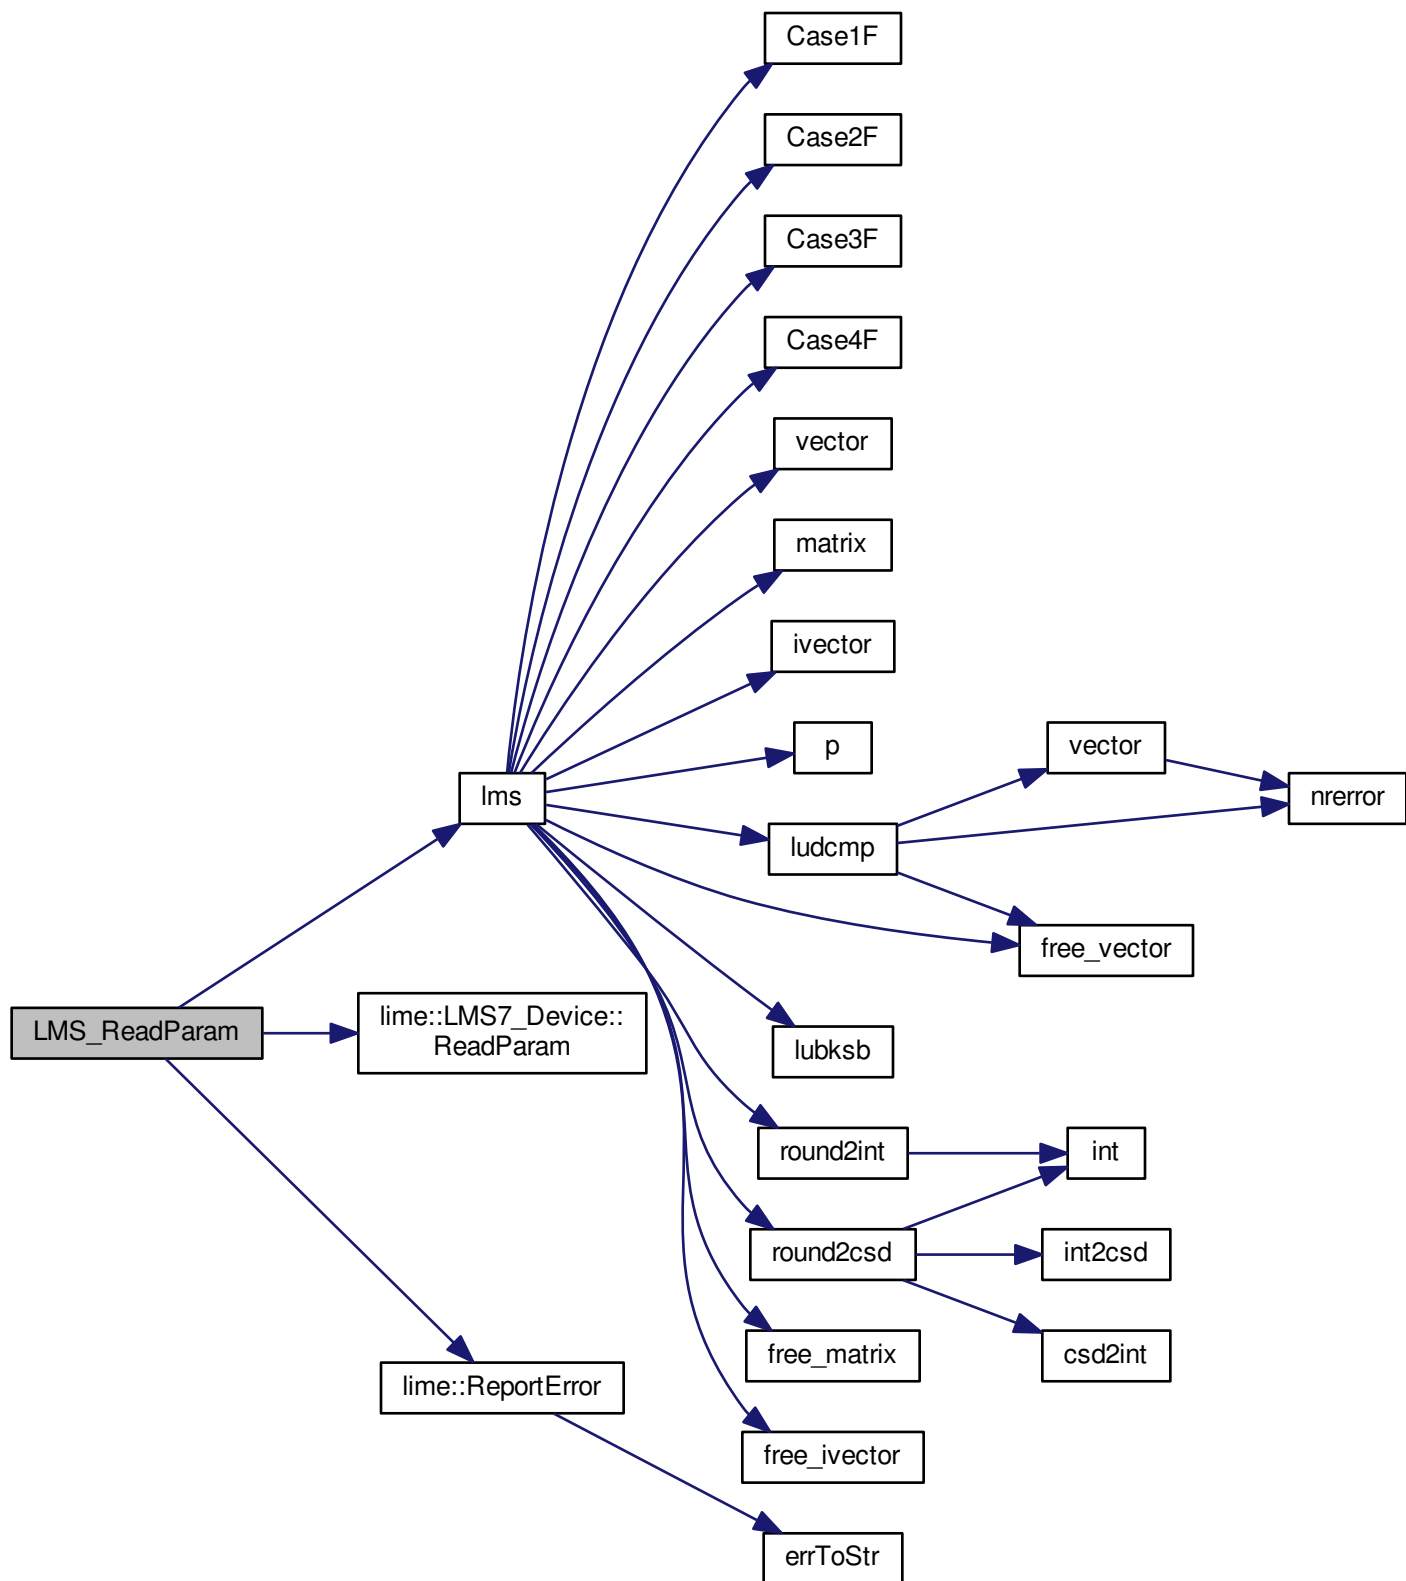 Case1F
Case2F
Case3F
Case4F
vector
matrix
ivector
p
vector
nrerror
lms
ludcmp
free_vector
LMS_ReadParam
lime::LMS7_Device::
ReadParam
lubksb
round2int
int
round2csd
int2csd
free_matrix
csd2int
lime::ReportError
free_ivector
errToStr